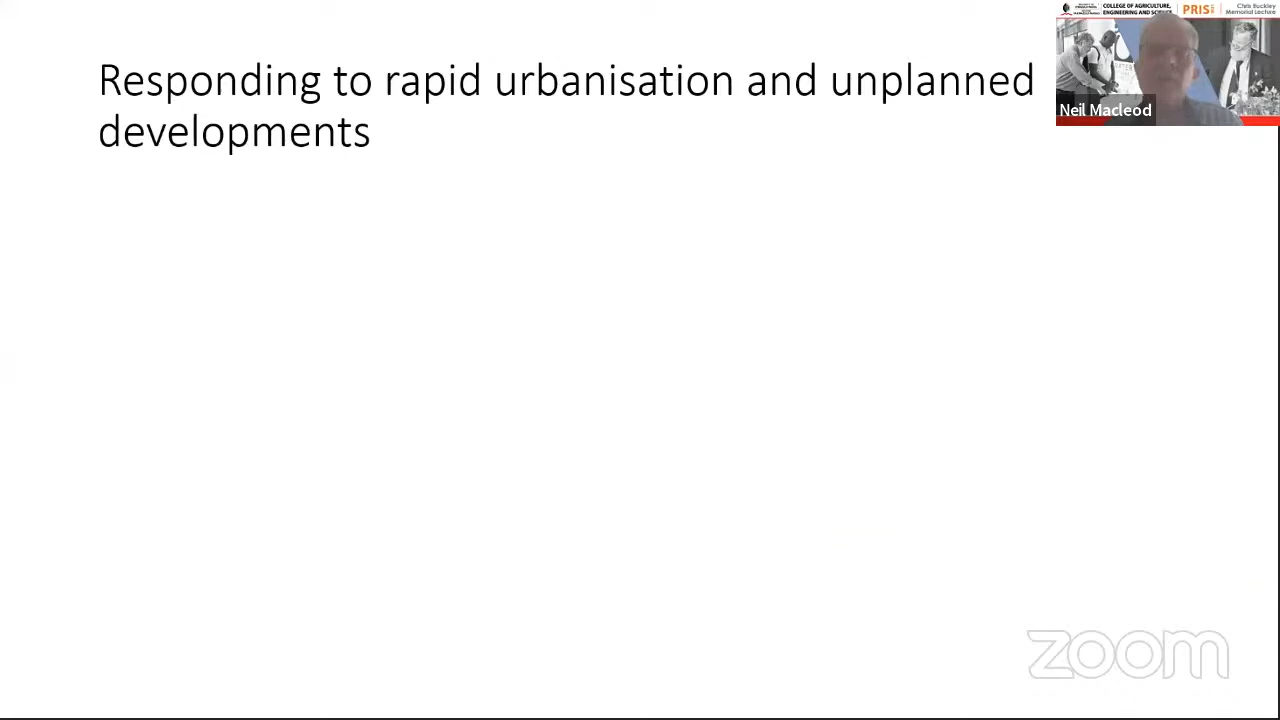 Responding to rapid urbanisation and unplanned
developments
COLLEGE OF AGRICULTURE,
ENGINEERING AND SCIENCE
PRIS
Chris Buckley
Memorial Lecture
Neil Macleod
zoom